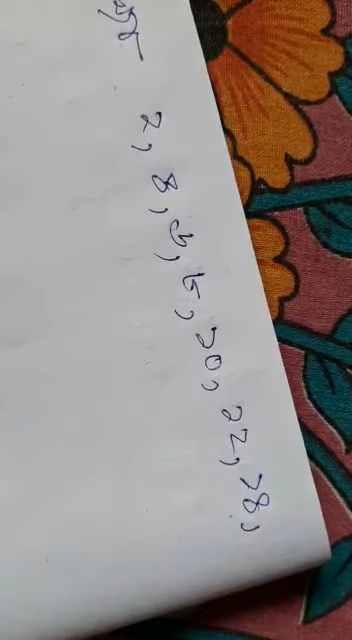 ২, ৪, ৬, ৮, ১০, ১২, ১৪,